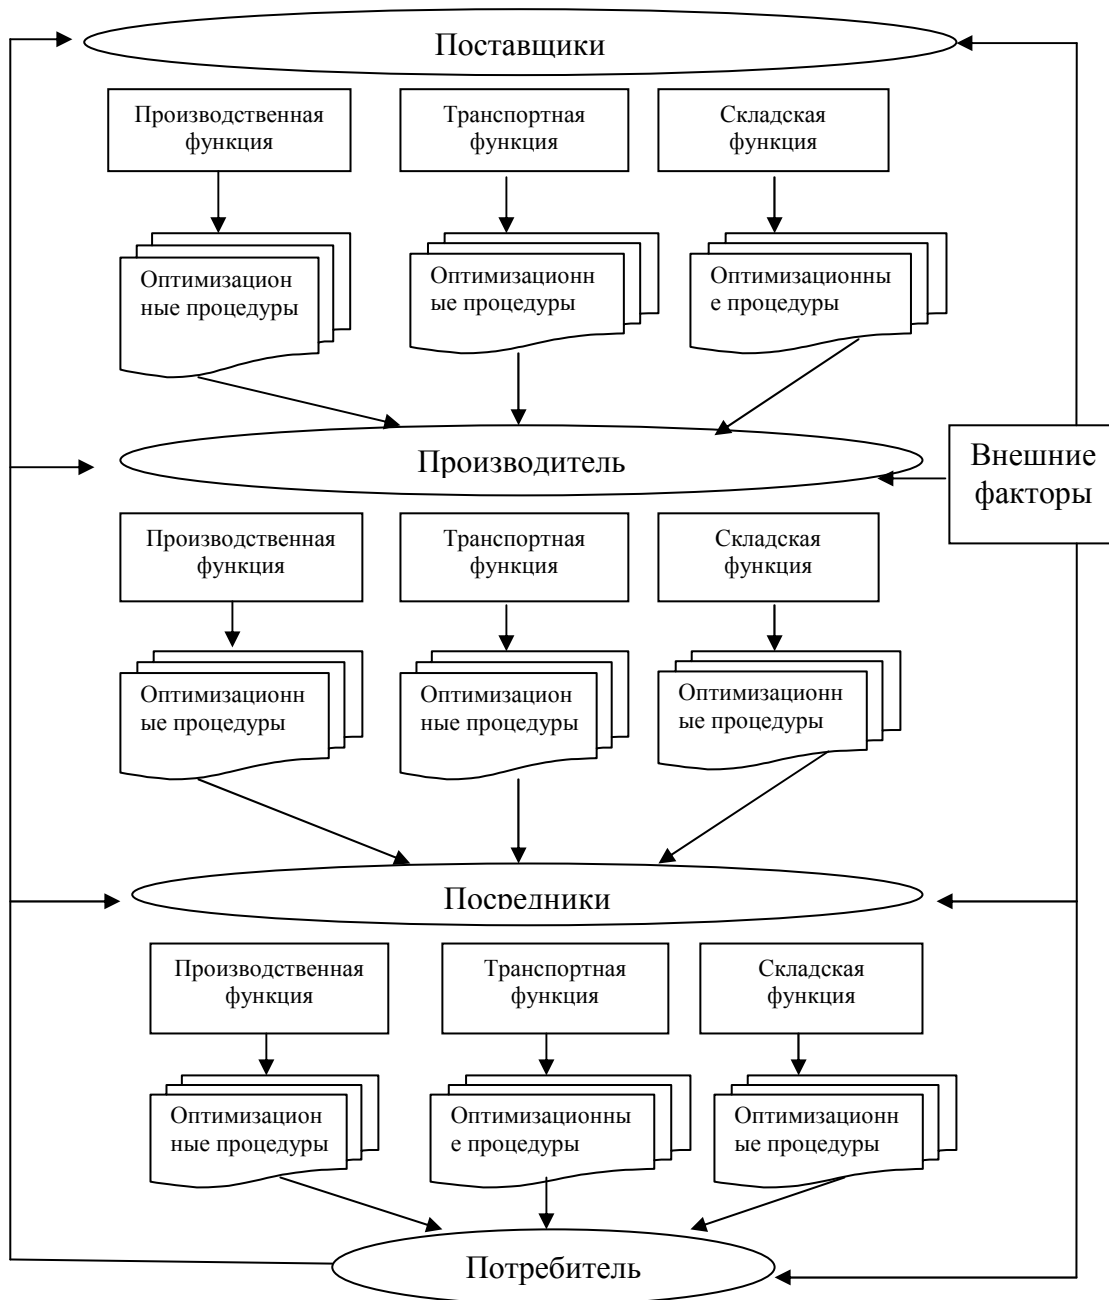 Поставщики
Производственная
функция
Транспортная
функция
Складская
функция
Оптимизацион
ные процедуры
Оптимизационн
ые процедуры
Оптимизационны
е процедуры
Производитель
Внешние
факторы
Производственная
функция
Транспортная
функция
Складская
функция
Оптимизационн
ые процедуры
Оптимизацион
ные процедуры
Оптимизационн
ые процедуры
Посредники
Производственная
функция
Транспортная
функция
Складская
функция
Оптимизацион
ные процедуры
Оптимизационны
е процедуры
Оптимизационн
ые процедуры
Потребитель